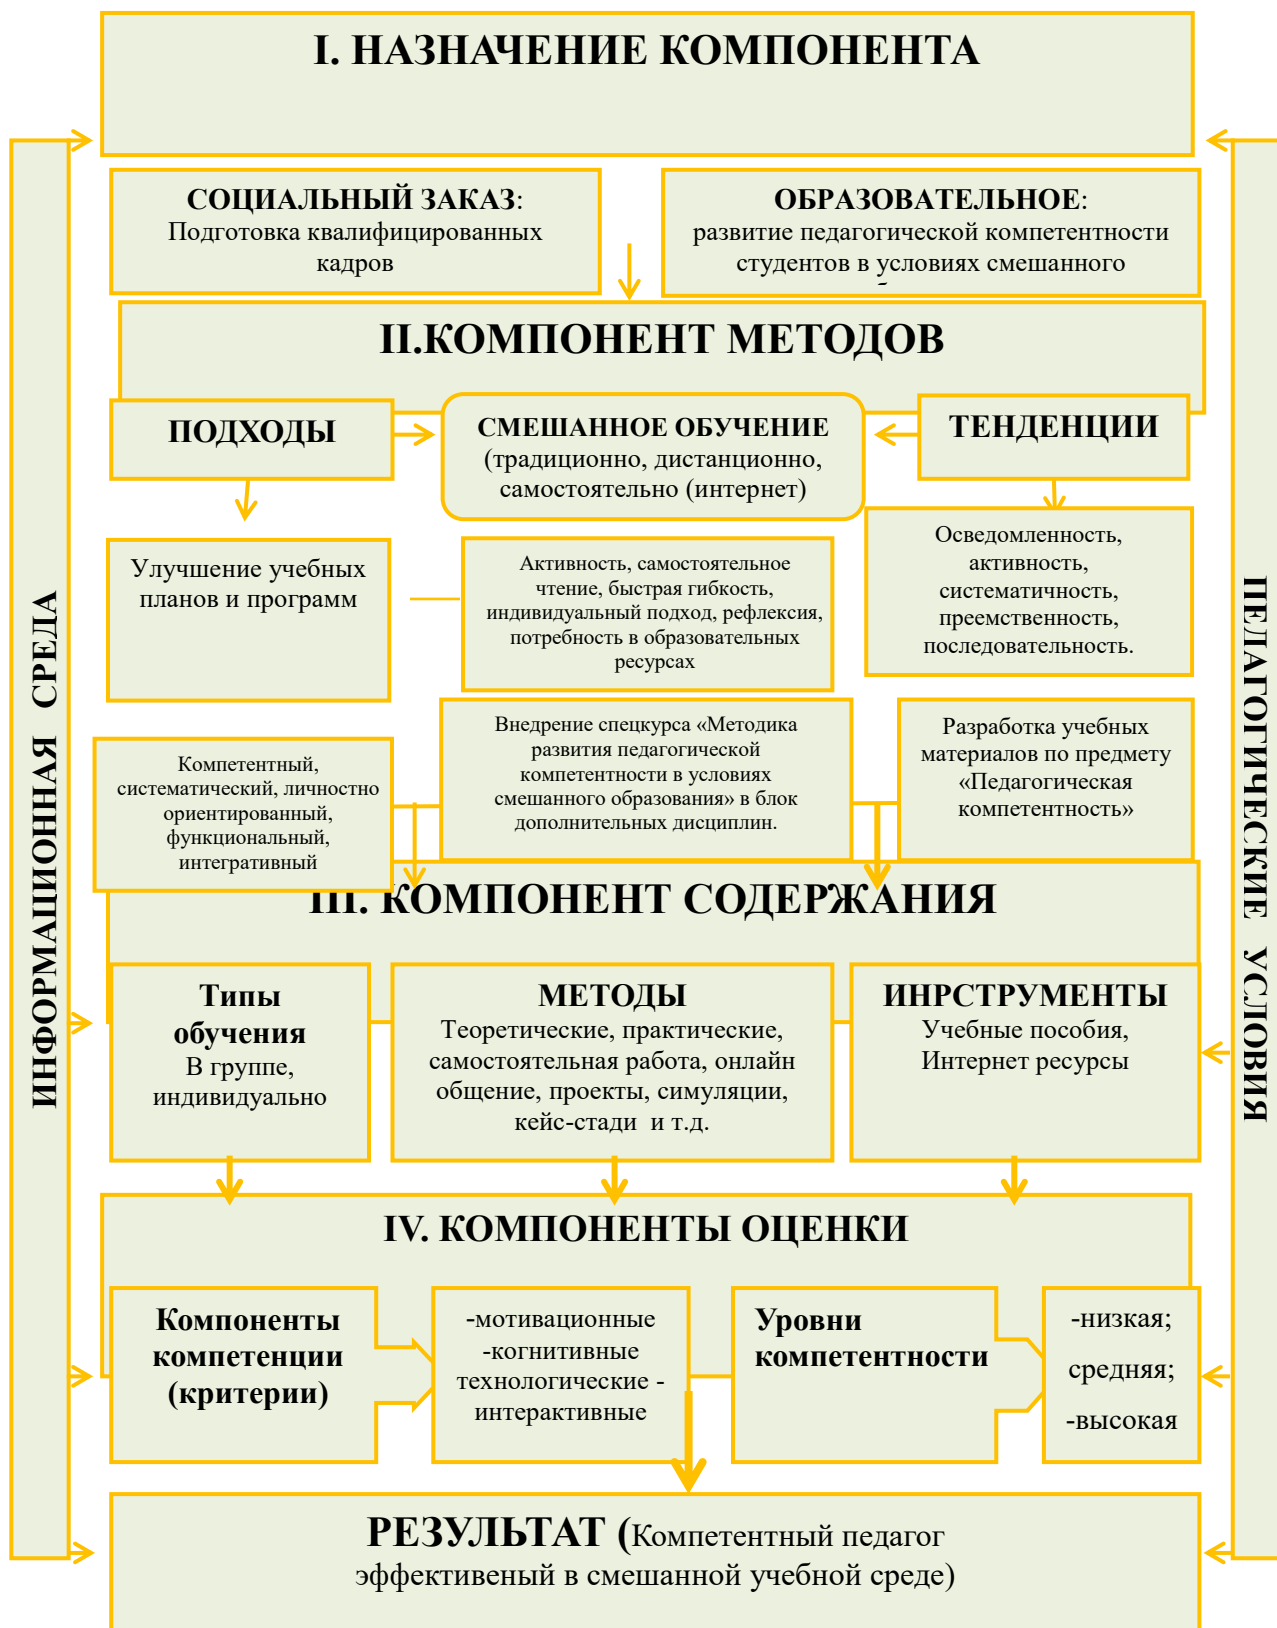 I. НАЗНАЧЕНИЕ КОМПОНЕНТА
СОЦИАЛЬНЫЙ ЗАКАЗ:
Подготовка квалифицированных
кадров
ОБРАЗОВАТЕЛЬНОЕ:
развитие педагогической компетентности
студентов в условиях смешанного
II.КОМПОНЕНТ МЕТОДОВ
ПОДХОДЫ
СМЕШАННОЕ ОБУЧЕНИЕ
(традиционно, дистанционно,
самостоятельно (интернет)
ТЕНДЕНЦИИ
Улучшение учебных
планов и программ
Активность, самостоятельное
чтение, быстрая гибкость,
индивидуальный подход, рефлексия,
потребность в образовательных
ресурсах
Осведомленность,
активность,
систематичность,
преемственность,
последовательность.
Компетентный,
систематический, личностно
ориентированный,
функциональный,
интегративный
Внедрение спецкурса «Методика
развития педагогической
компетентности в условиях
смешанного образования» в блок
дополнительных дисциплин.
Разработка учебных
материалов по предмету
«Педагогическая
компетентность»
III. КОМПОНЕНТ СОДЕРЖАНИЯ
Типы
обучения
В группе,
индивидуально
МЕТОДЫ
Теоретические, практические,
самостоятельная работа, онлайн
общение, проекты, симуляции,
кейс-стади и т.д.
ИНРСТРУМЕНТЫ
Учебные пособия,
Интернет ресурсы
IV. КОМПОНЕНТЫ ОЦЕНКИ
Компоненты
компетенции
(критерии)
-мотивационные
-когнитивные
технологические -
интерактивные
Уровни
компетентности
-низкая;
средняя;
-высокая
РЕЗУЛЬТАТ (Компетентный педагог
эффективеный в смешанной учебной среде)
ИНФОРМАЦИОННАЯ СРЕДА
ПЕДАГОГИЧЕСКИЕ УСЛОВИЯ